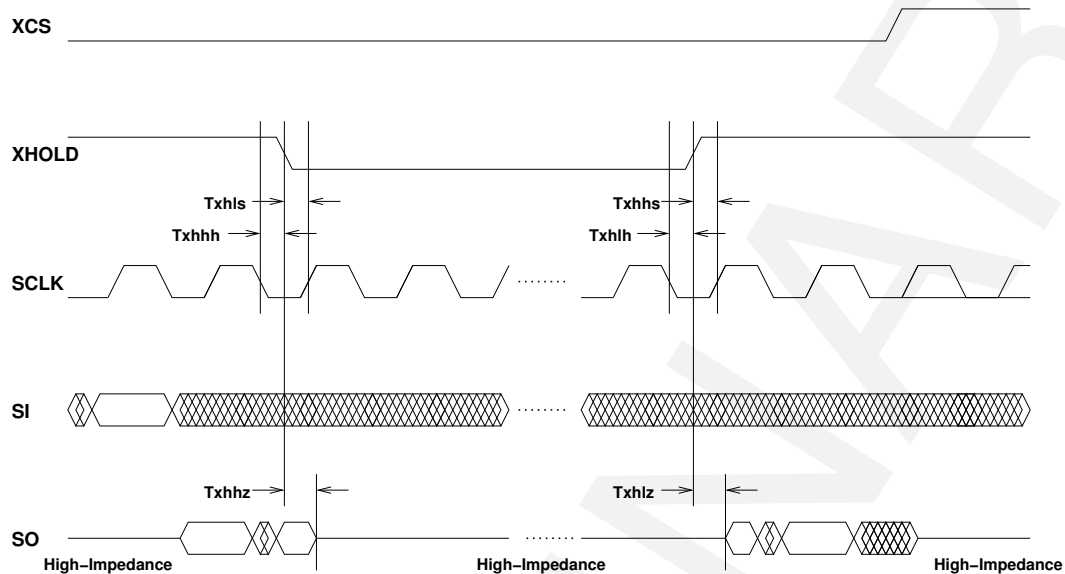 XCS
XHOLD
Txhls
Txhhs
Txhhh
Txhlh
SCLK
SI
Txhhz
Txhlz
SO
High-Impedance
High-Impedance
High-Impedance